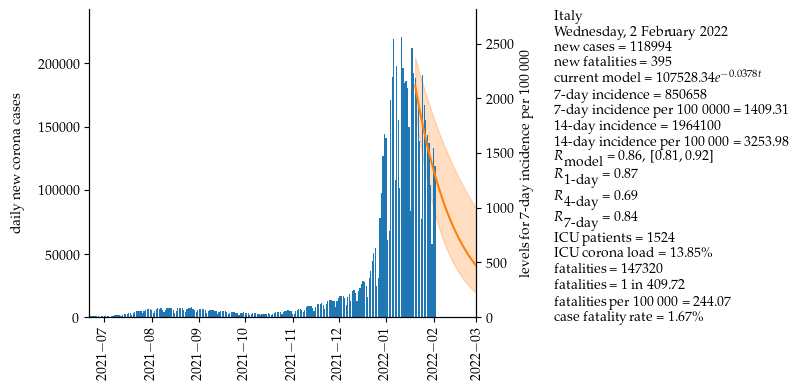 daily new corona cases
200000
150000
100000
50000
0
2021−07
2021−08
2021−09
2021−10
2021−11
2021−12
2022−01
2022−02
2022−03
2500
2000
1500
1000
500
0
levels for 7-day incidence per 100 000
Italy
Wednesday, 2 February 2022
new cases = 118994
new fatalities = 395
current model = 107528.34e^{−0.0378t}
7-day incidence = 850658
7-day incidence per 100 0000 = 1409.31
14-day incidence = 1964100
14-day incidence per 100 000 = 3253.98
R_model = 0.86, [0.81, 0.92]
R_1-day = 0.87
R_4-day = 0.69
R_7-day = 0.84
ICU patients = 1524
ICU corona load = 13.85%
fatalities = 147320
fatalities = 1 in 409.72
fatalities per 100 000 = 244.07
case fatality rate = 1.67%